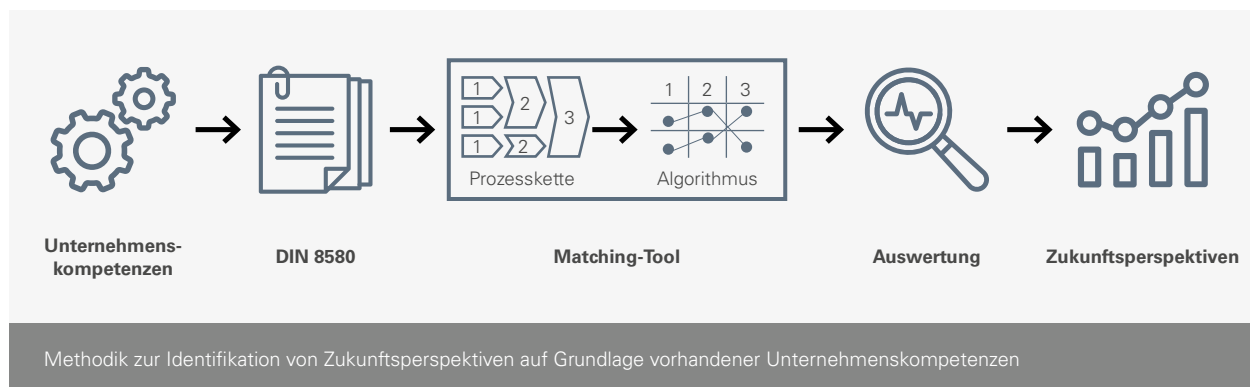 1
1
1
2
2
3
1 2 3
Prozesskette
Algorithmus
Unternehmens-
kompetenzen
DIN 8580
Matching-Tool
Auswertung
Zukunftsperspektiven
Methodik zur Identifikation von Zukunftsperspektiven auf Grundlage vorhandener Unternehmenskompetenzen